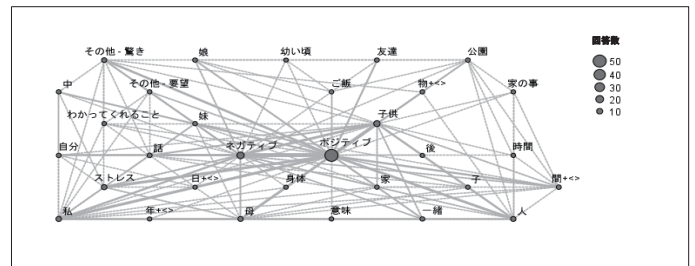 その他 - 驚き 娘 幼い頃 友達 公園
中 その他 - 要望 ご飯 物+<> 家の事
わかってくれること 妹 子供
自分 話 ネガティブ ポジティブ 後 時間
ストレス 日+<> 身体 家 子 間+<>
私 年+<> 母 意味 一緒 人
回答数
50
40
30
20
10